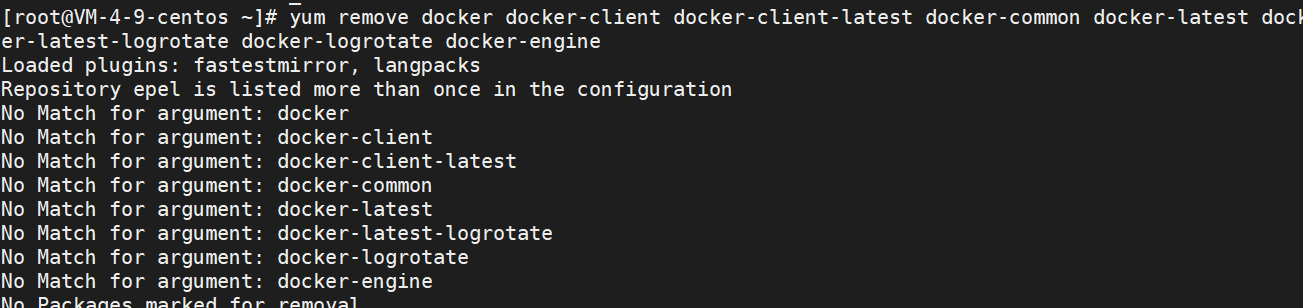 [root@VM-4-9-centos ~]# yum remove docker docker-client docker-client-latest docker-common docker-latest dock
er-latest-logrotate docker-logrotate docker-engine
Loaded plugins: fastestmirror, langpacks
Repository epel is listed more than once in the configuration
No Match for argument: docker
No Match for argument: docker-client
No Match for argument: docker-client-latest
No Match for argument: docker-common
No Match for argument: docker-latest
No Match for argument: docker-latest-logrotate
No Match for argument: docker-logrotate
No Match for argument: docker-engine
No Packages marked for removal